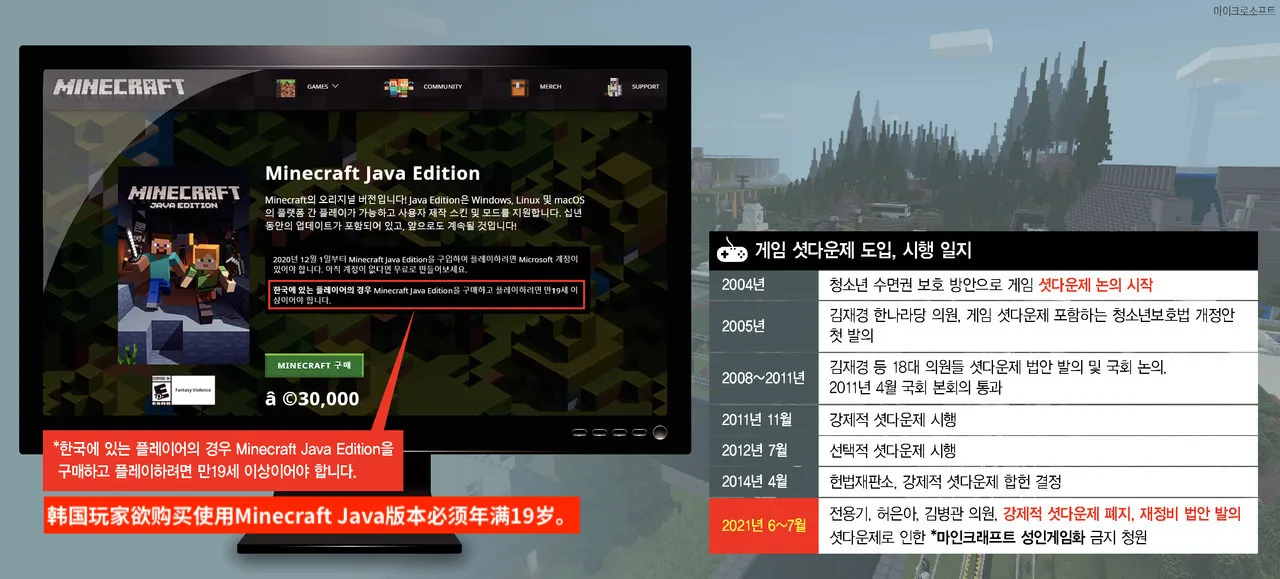 마이크로소프트
MINECRAFT
GAMES
COMMUNITY
MERCH
SUPPORT
MINECRAFT
JAVA EDITION
Minecraft Java Edition
Minecraft의 오리지널 버전입니다! Java Edition은 Windows, Linux 및 macOS
의 플랫폼 간 플레이가 가능하고 사용자 제작 스킨 및 모드를 지원합니다. 십년
동안의 업데이트가 포함되어 있고, 앞으로도 계속될 것입니다!
2020년 12월 1일부터 Minecraft Java Edition을 구입하여 플레이하려면 Microsoft 계정이
있어야 합니다. 아직 계정이 없다면 무료로 만들어보세요.
한국에 있는 플레이어의 경우 Minecraft Java Edition을 구매하고 플레이하려면 만19세 이
상이어야 합니다.
MINECRAFT 구매
â ©30,000
EVERYONE 10+
E
ESRB
Fantasy Violence
*한국에 있는 플레이어의 경우 Minecraft Java Edition을
구매하고 플레이하려면 만19세 이상이어야 합니다.
韩国玩家欲购买使用Minecraft Java版本必须年满19岁。
게임 셧다운제 도입, 시행 일지
2004년 청소년 수면권 보호 방안으로 게임 셧다운제 논의 시작
2005년 김재경 한나라당 의원, 게임 셧다운제 포함하는 청소년보호법 개정안
첫 발의
2008~2011년 김재경 등 18대 의원들 셧다운제 법안 발의 및 국회 논의.
2011년 4월 국회 본회의 통과
2011년 11월 강제적 셧다운제 시행
2012년 7월 선택적 셧다운제 시행
2014년 4월 헌법재판소, 강제적 셧다운제 합헌 결정
2021년 6~7월 전용기, 허은아, 김병관 의원, 강제적 셧다운제 폐지, 재정비 법안 발의
셧다운제로 인한 *마인크래프트 성인게임화 금지 청원